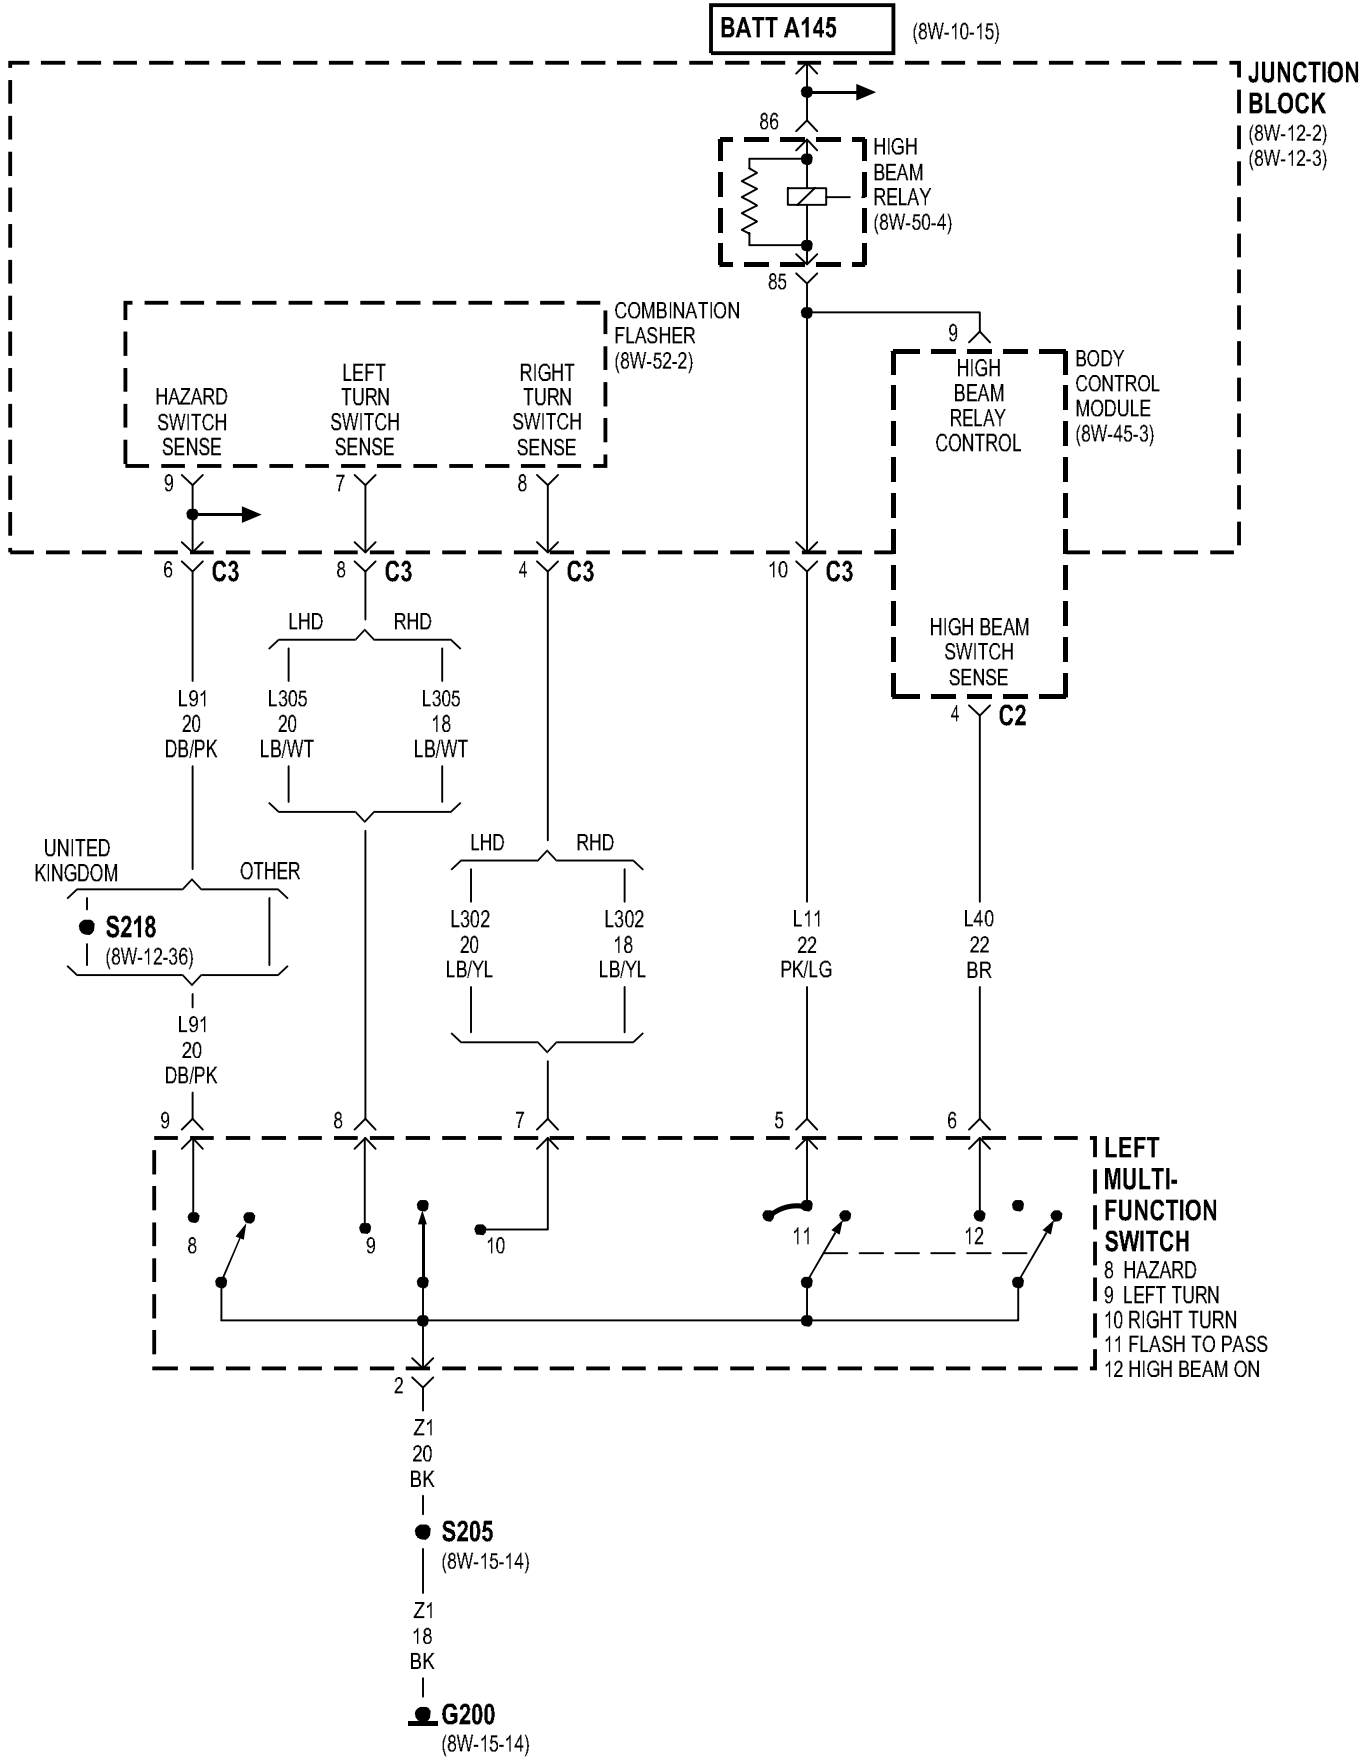 BATT A145
(8W-10-15)
JUNCTION
BLOCK
(8W-12-2)
(8W-12-3)
86
HIGH
BEAM
RELAY
(8W-50-4)
85
COMBINATION
FLASHER
(8W-52-2)
HAZARD
SWITCH
SENSE
LEFT
TURN
SWITCH
SENSE
RIGHT
TURN
SWITCH
SENSE
9
HIGH
BEAM
RELAY
CONTROL
BODY
CONTROL
MODULE
(8W-45-3)
9
7
8
6
C3
8
C3
4
C3
10
C3
LHD
RHD
HIGH BEAM
SWITCH
SENSE
4
C2
L91
20
DB/PK
L305
20
LB/WT
L305
18
LB/WT
LHD
RHD
UNITED
KINGDOM
OTHER
S218
(8W-12-36)
L302
20
LB/YL
L302
18
LB/YL
L11
22
PK/LG
L40
22
BR
L91
20
DB/PK
9
8
7
5
6
8
9
10
11
12
LEFT
MULTI-
FUNCTION
SWITCH
8 HAZARD
9 LEFT TURN
10 RIGHT TURN
11 FLASH TO PASS
12 HIGH BEAM ON
2
Z1
20
BK
S205
(8W-15-14)
Z1
18
BK
G200
(8W-15-14)